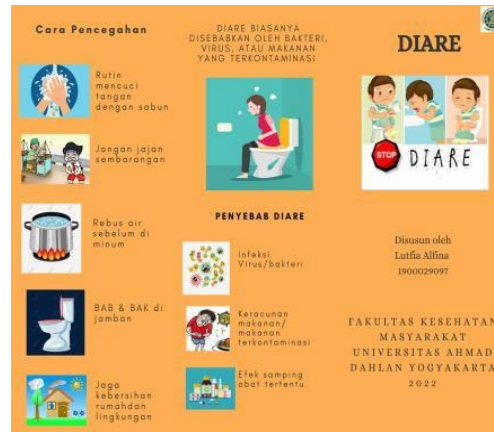 Cara Pencegahan
Rutin
mencuci
tangan
dengan sabun
Jangan jajan
sembarangan
Rebus air
sebelum di
minum
BAB & BAK di
jamban
Jaga
kebersihan
rumahdan
lingkungan
DIARE BIASANYA
DISEBABKAN OLEH BAKTERI,
VIRUS, ATAU MAKANAN
YANG TERKONTAMINASI
PENYEBAB DIARE
Infeksi
Virus/bakteri
Keracunan
makanan/
makanan
terkontaminasi
Efek samping
obat tertentu
DIARE
STOP DIARE
Disusun oleh
Lutfia Alfina
1900029097
FAKULTAS KESEHATAN
MASYARAKAT
UNIVERSITAS AHMAD
DAHLAN YOGYAKARTA
2022